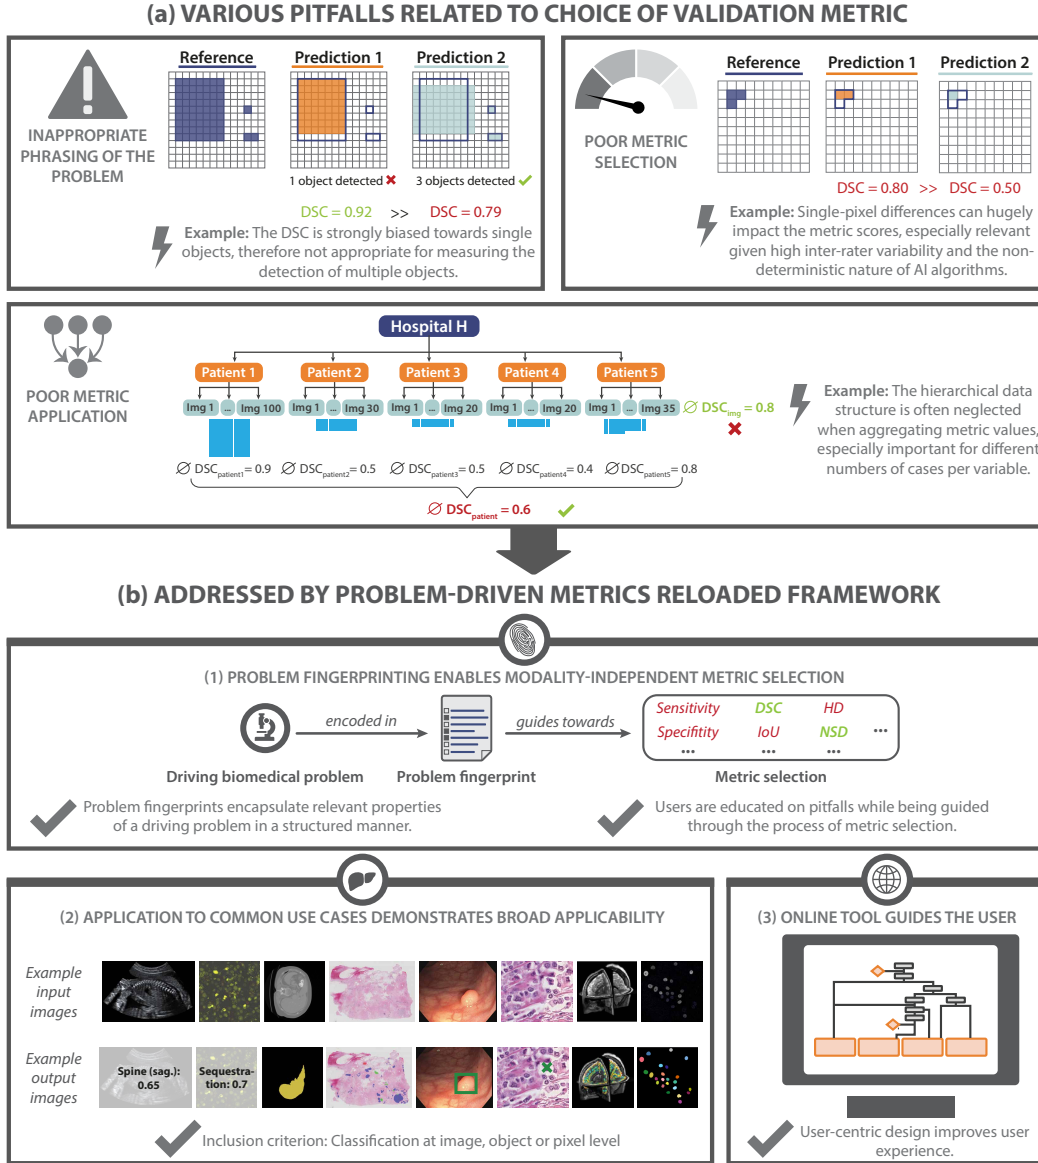 (a) VARIOUS PITFALLS RELATED TO CHOICE OF VALIDATION METRIC
INAPPROPRIATE
PHRASING OF THE
PROBLEM
Reference
Prediction 1
Prediction 2
1 object detected
3 objects detected
DSC = 0.92 >> DSC = 0.79
Example: The DSC is strongly biased towards single
objects, therefore not appropriate for measuring the
detection of multiple objects.
POOR METRIC
SELECTION
Reference
Prediction 1
Prediction 2
DSC = 0.80 >> DSC = 0.50
Example: Single-pixel differences can hugely
impact the metric scores, especially relevant
given high inter-rater variability and the non-
deterministic nature of AI algorithms.
POOR METRIC
APPLICATION
Hospital H
Patient 1 Patient 2 Patient 3 Patient 4 Patient 5
Img 1 ... Img 100 Img 1 ... Img 30 Img 1 ... Img 20 Img 1 ... Img 20 Img 1 ... Img 35
∅ DSCimg = 0.8
∅ DSCpatient1 = 0.9 ∅ DSCpatient2 = 0.5 ∅ DSCpatient3 = 0.5 ∅ DSCpatient4 = 0.4 ∅ DSCpatient5 = 0.8
∅ DSCpatient = 0.6
Example: The hierarchical data
structure is often neglected
when aggregating metric values,
especially important for different
numbers of cases per variable.
(b) ADDRESSED BY PROBLEM-DRIVEN METRICS RELOADED FRAMEWORK
(1) PROBLEM FINGERPRINTING ENABLES MODALITY-INDEPENDENT METRIC SELECTION
encoded in
guides towards
Sensitivity DSC HD
Specifitity IoU NSD ...
... ... ...
Driving biomedical problem
Problem fingerprint
Metric selection
Problem fingerprints encapsulate relevant properties
of a driving problem in a structured manner.
Users are educated on pitfalls while being guided
through the process of metric selection.
(2) APPLICATION TO COMMON USE CASES DEMONSTRATES BROAD APPLICABILITY
Example
input
images
Example
output
images
Spine (sag.):
0.65
Sequestra-
tion: 0.7
Inclusion criterion: Classification at image, object or pixel level
(3) ONLINE TOOL GUIDES THE USER
User-centric design improves user
experience.